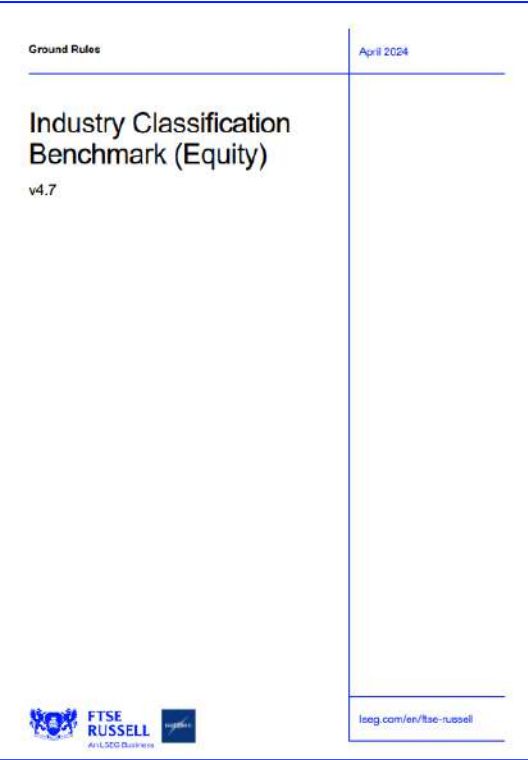 Ground Rules
April 2024
Industry Classification
Benchmark (Equity)
v4.7
FTSE
RUSSELL
An LSEG Business
lseg.com/en/ftse-russell